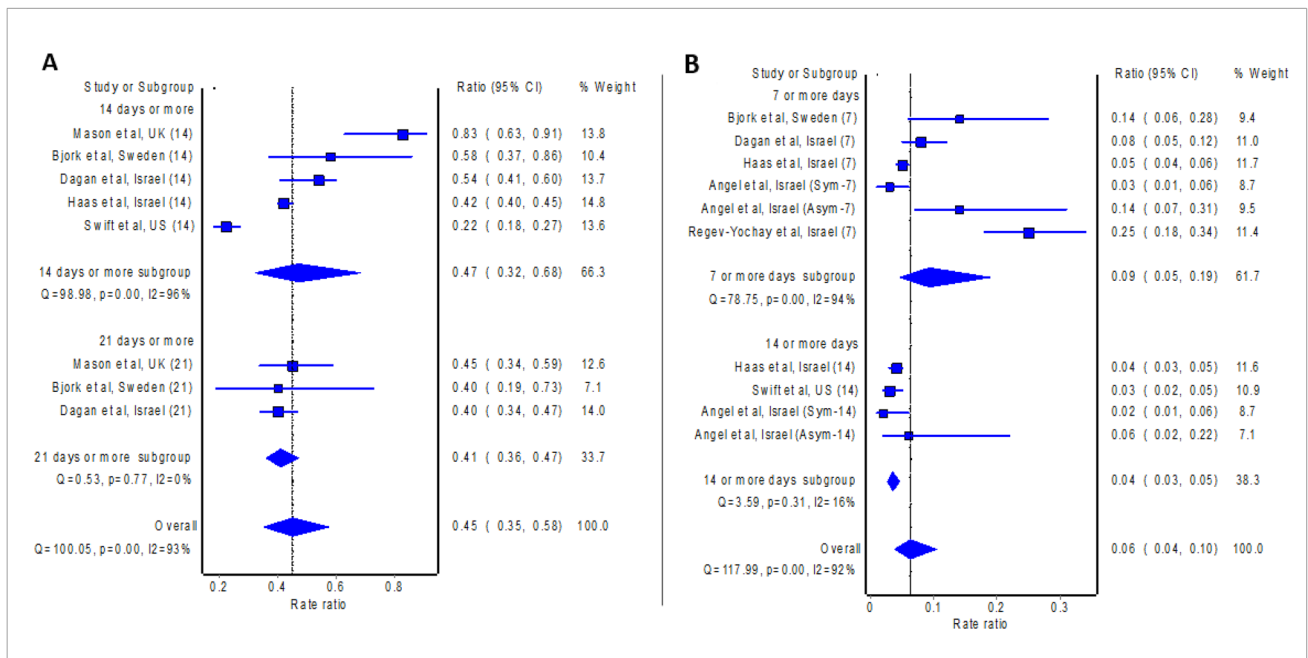 A
Study or Subgroup Ratio (95% CI) % Weight
14 days or more
Mason et al, UK (14) 0.83 ( 0.63, 0.91) 13.8
Bjork et al, Sweden (14) 0.58 ( 0.37, 0.86) 10.4
Dagan et al, Israel (14) 0.54 ( 0.41, 0.60) 13.7
Haas et al, Israel (14) 0.42 ( 0.40, 0.45) 14.8
Swift et al, US (14) 0.22 ( 0.18, 0.27) 13.6
14 days or more subgroup 0.47 ( 0.32, 0.68) 66.3
Q=98.98, p=0.00, I2=96%
21 days or more
Mason et al, UK (21) 0.45 ( 0.34, 0.59) 12.6
Bjork et al, Sweden (21) 0.40 ( 0.19, 0.73) 7.1
Dagan et al, Israel (21) 0.40 ( 0.34, 0.47) 14.0
21 days or more subgroup 0.41 ( 0.36, 0.47) 33.7
Q=0.53, p=0.77, I2=0%
Overall 0.45 ( 0.35, 0.58) 100.0
Q=100.05, p=0.00, I2=93%
0.2 0.4 0.6 0.8
Rate ratio
B
Study or Subgroup Ratio (95% CI) % Weight
7 or more days
Bjork et al, Sweden (7) 0.14 ( 0.06, 0.28) 9.4
Dagan et al, Israel (7) 0.08 ( 0.05, 0.12) 11.0
Haas et al, Israel (7) 0.05 ( 0.04, 0.06) 11.7
Angel et al, Israel (Sym-7) 0.03 ( 0.01, 0.06) 8.7
Angel et al, Israel (Asym-7) 0.14 ( 0.07, 0.31) 9.5
Regev-Yochay et al, Israel (7) 0.25 ( 0.18, 0.34) 11.4
7 or more days subgroup 0.09 ( 0.05, 0.19) 61.7
Q=78.75, p=0.00, I2=94%
14 or more days
Haas et al, Israel (14) 0.04 ( 0.03, 0.05) 11.6
Swift et al, US (14) 0.03 ( 0.02, 0.05) 10.9
Angel et al, Israel (Sym-14) 0.02 ( 0.01, 0.06) 8.7
Angel et al, Israel (Asym-14) 0.06 ( 0.02, 0.22) 7.1
14 or more days subgroup 0.04 ( 0.03, 0.05) 38.3
Q=3.59, p=0.31, I2=16%
Overall 0.06 ( 0.04, 0.10) 100.0
Q=117.99, p=0.00, I2=92%
0 0.1 0.2 0.3
Rate ratio